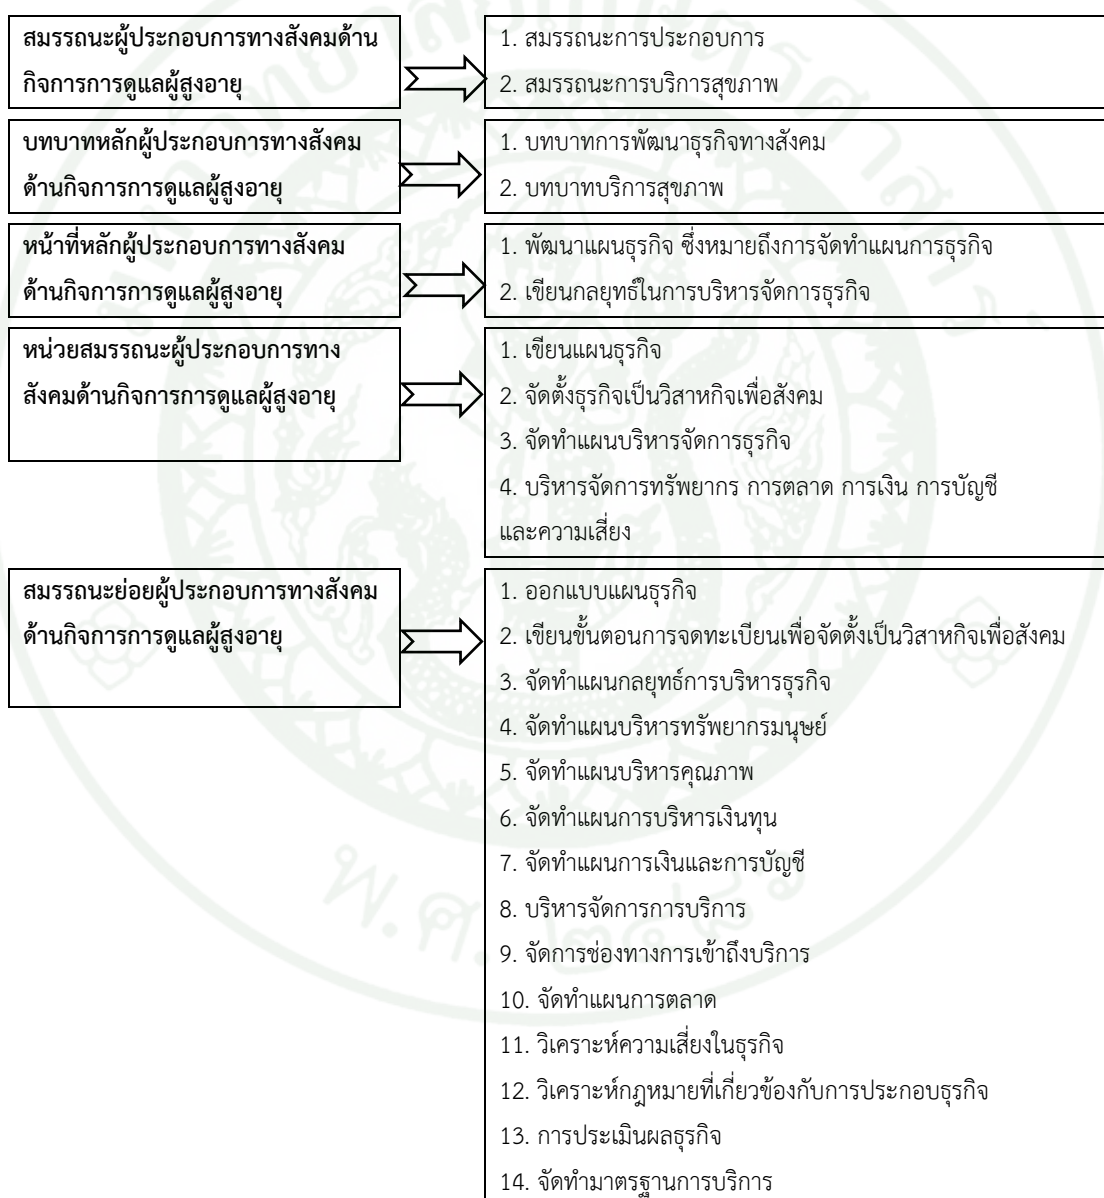 สมรรถนะผู้ประกอบการทางสังคมด้าน
กิจการการดูแลผู้สูงอายุ
1. สมรรถนะการประกอบการ
2. สมรรถนะการบริการสุขภาพ
บทบาทหลักผู้ประกอบการทางสังคม
ด้านกิจการการดูแลผู้สูงอายุ
1. บทบาทการพัฒนาธุรกิจทางสังคม
2. บทบาทบริการสุขภาพ
หน้าที่หลักผู้ประกอบการทางสังคม
ด้านกิจการการดูแลผู้สูงอายุ
1. พัฒนาแผนธุรกิจ ซึ่งหมายถึงการจัดทำแผนการธุรกิจ
2. เขียนกลยุทธ์ในการบริหารจัดการธุรกิจ
หน่วยสมรรถนะผู้ประกอบการทาง
สังคมด้านกิจการการดูแลผู้สูงอายุ
1. เขียนแผนธุรกิจ
2. จัดตั้งธุรกิจเป็นวิสาหกิจเพื่อสังคม
3. จัดทำแผนบริหารจัดการธุรกิจ
4. บริหารจัดการทรัพยากร การตลาด การเงิน การบัญชี
และความเสี่ยง
สมรรถนะย่อยผู้ประกอบการทางสังคม
ด้านกิจการการดูแลผู้สูงอายุ
1. ออกแบบแผนธุรกิจ
2. เขียนขั้นตอนการจดทะเบียนเพื่อจัดตั้งเป็นวิสาหกิจเพื่อสังคม
3. จัดทำแผนกลยุทธ์การบริหารธุรกิจ
4. จัดทำแผนบริหารทรัพยากรมนุษย์
5. จัดทำแผนบริหารคุณภาพ
6. จัดทำแผนการบริหารเงินทุน
7. จัดทำแผนการเงินและการบัญชี
8. บริหารจัดการการบริการ
9. จัดการช่องทางการเข้าถึงบริการ
10. จัดทำแผนการตลาด
11. วิเคราะห์ความเสี่ยงในธุรกิจ
12. วิเคราะห์กฎหมายที่เกี่ยวข้องกับการประกอบธุรกิจ
13. การประเมินผลธุรกิจ
14. จัดทำมาตรฐานการบริการ
พ.ศ. ๒๔๘๖